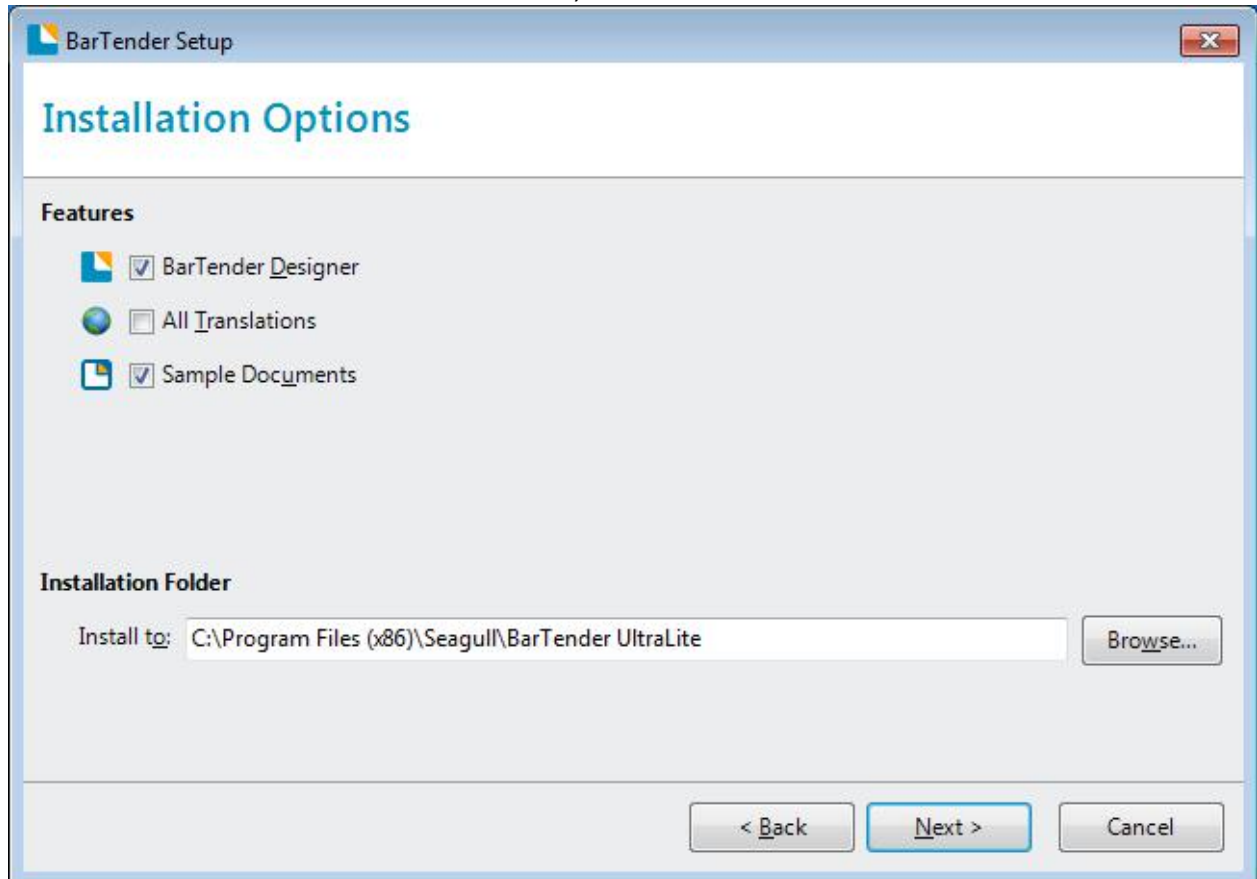 BarTender Setup
Installation Options
Features
BarTender Designer
All Translations
Sample Documents
Installation Folder
Install to: C:\Program Files (x86)\Seagull\BarTender UltraLite Browse...
< Back Next > Cancel